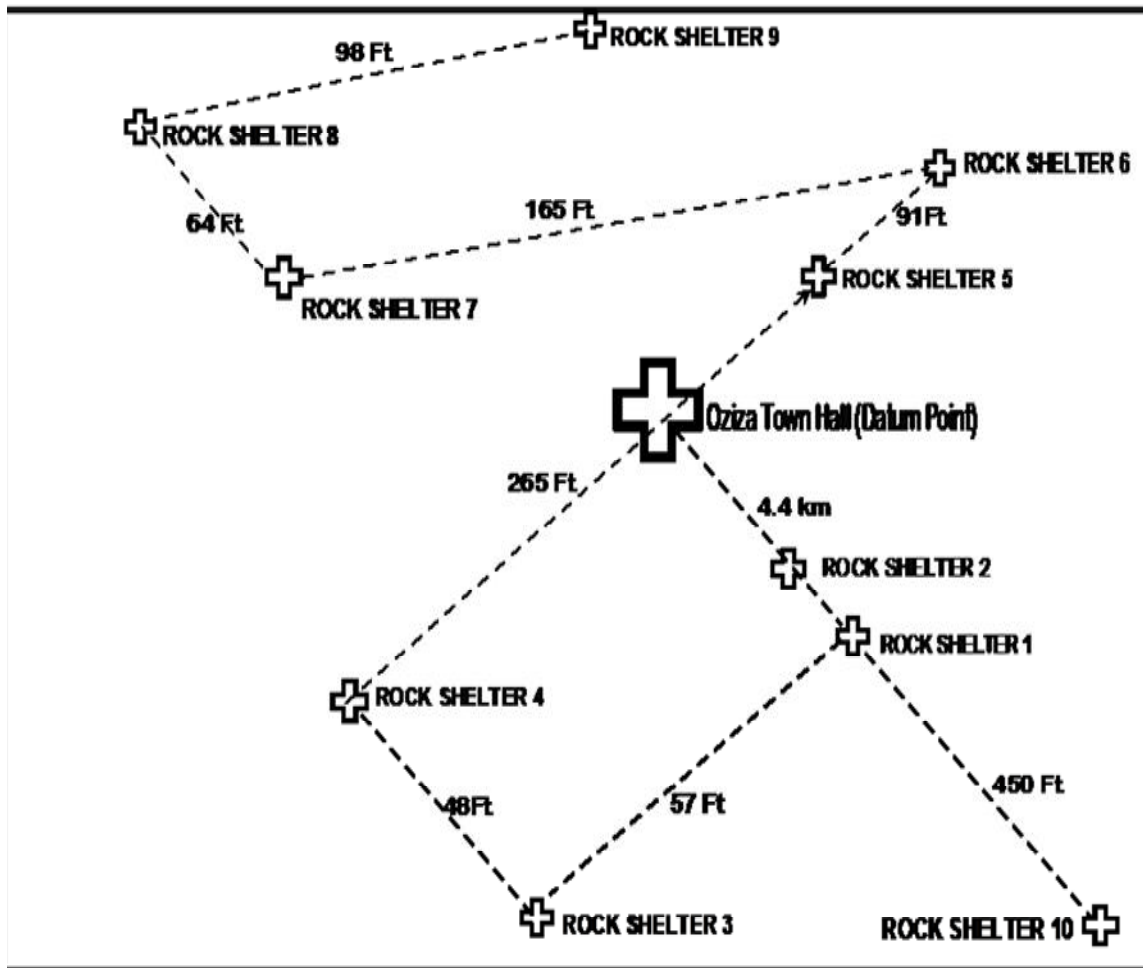 ROCK SHELTER 9
98 Ft
ROCK SHELTER 8
ROCK SHELTER 6
165 Ft
64 Ft
91Ft
ROCK SHELTER 5
ROCK SHELTER 7
Oziza Town Hall (Datum Point)
265 Ft
4.4 km
ROCK SHELTER 2
ROCK SHELTER 1
ROCK SHELTER 4
450 Ft
48Ft
57 Ft
ROCK SHELTER 3
ROCK SHELTER 10